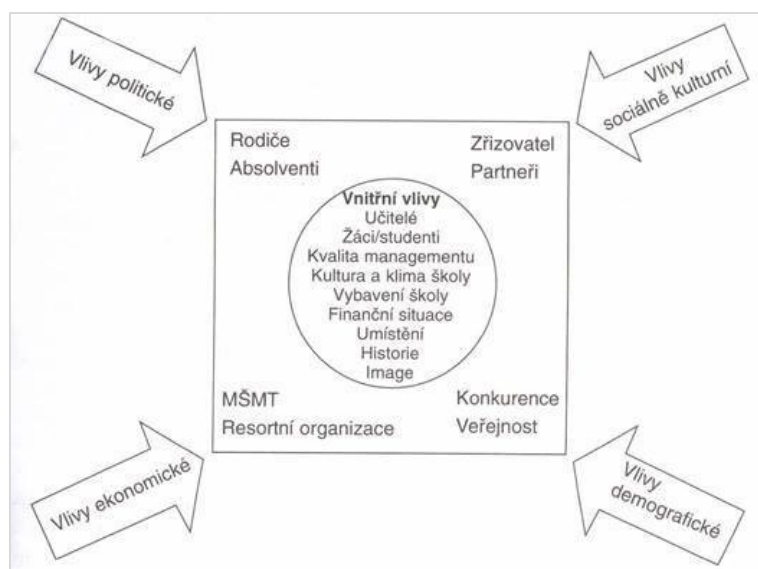 Vlivy politické
Vlivy
sociálně kulturní
Rodiče
Absolventi
Zřizovatel
Partneři
Vnitřní vlivy
Učitelé
Žáci/studenti
Kvalita managementu
Kultura a klima školy
Vybavení školy
Finanční situace
Umístění
Historie
Image
MŠMT
Resortní organizace
Konkurence
Veřejnost
Vlivy ekonomické
Vlivy
demografické